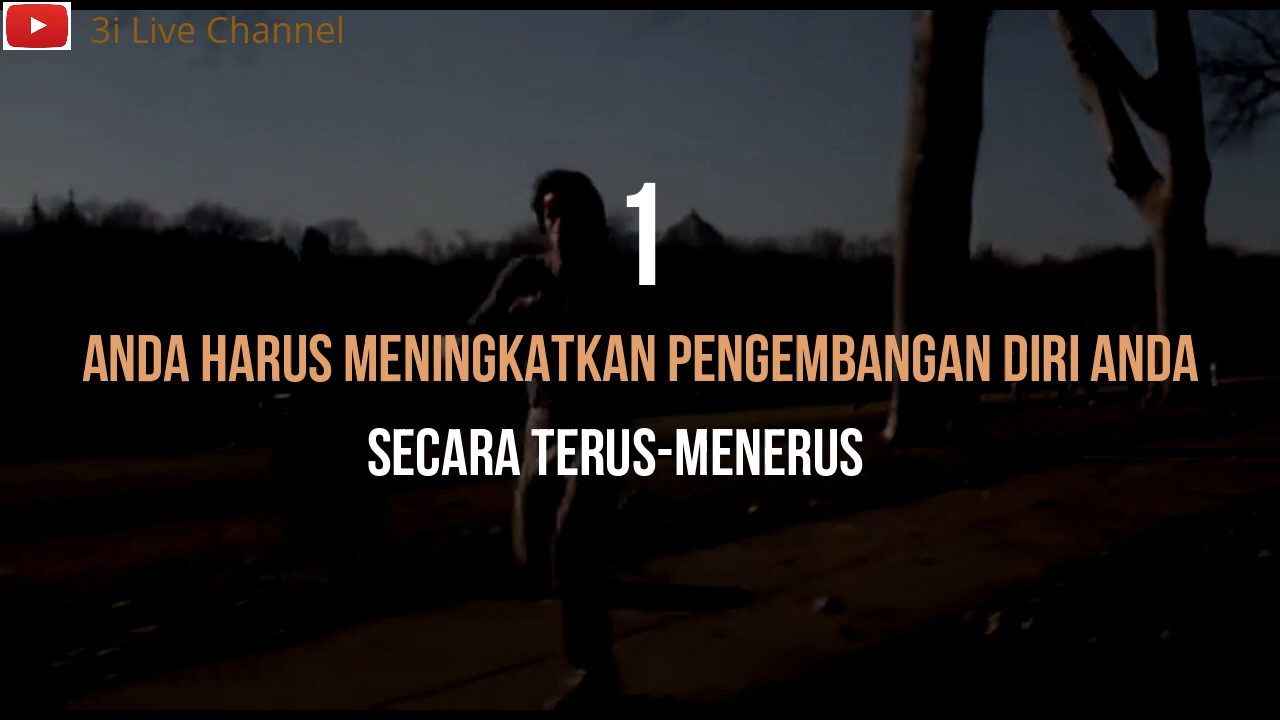 3i Live Channel
1
ANDA HARUS MENINGKATKAN PENGEMBANGAN DIRI ANDA
SECARA TERUS-MENERUS